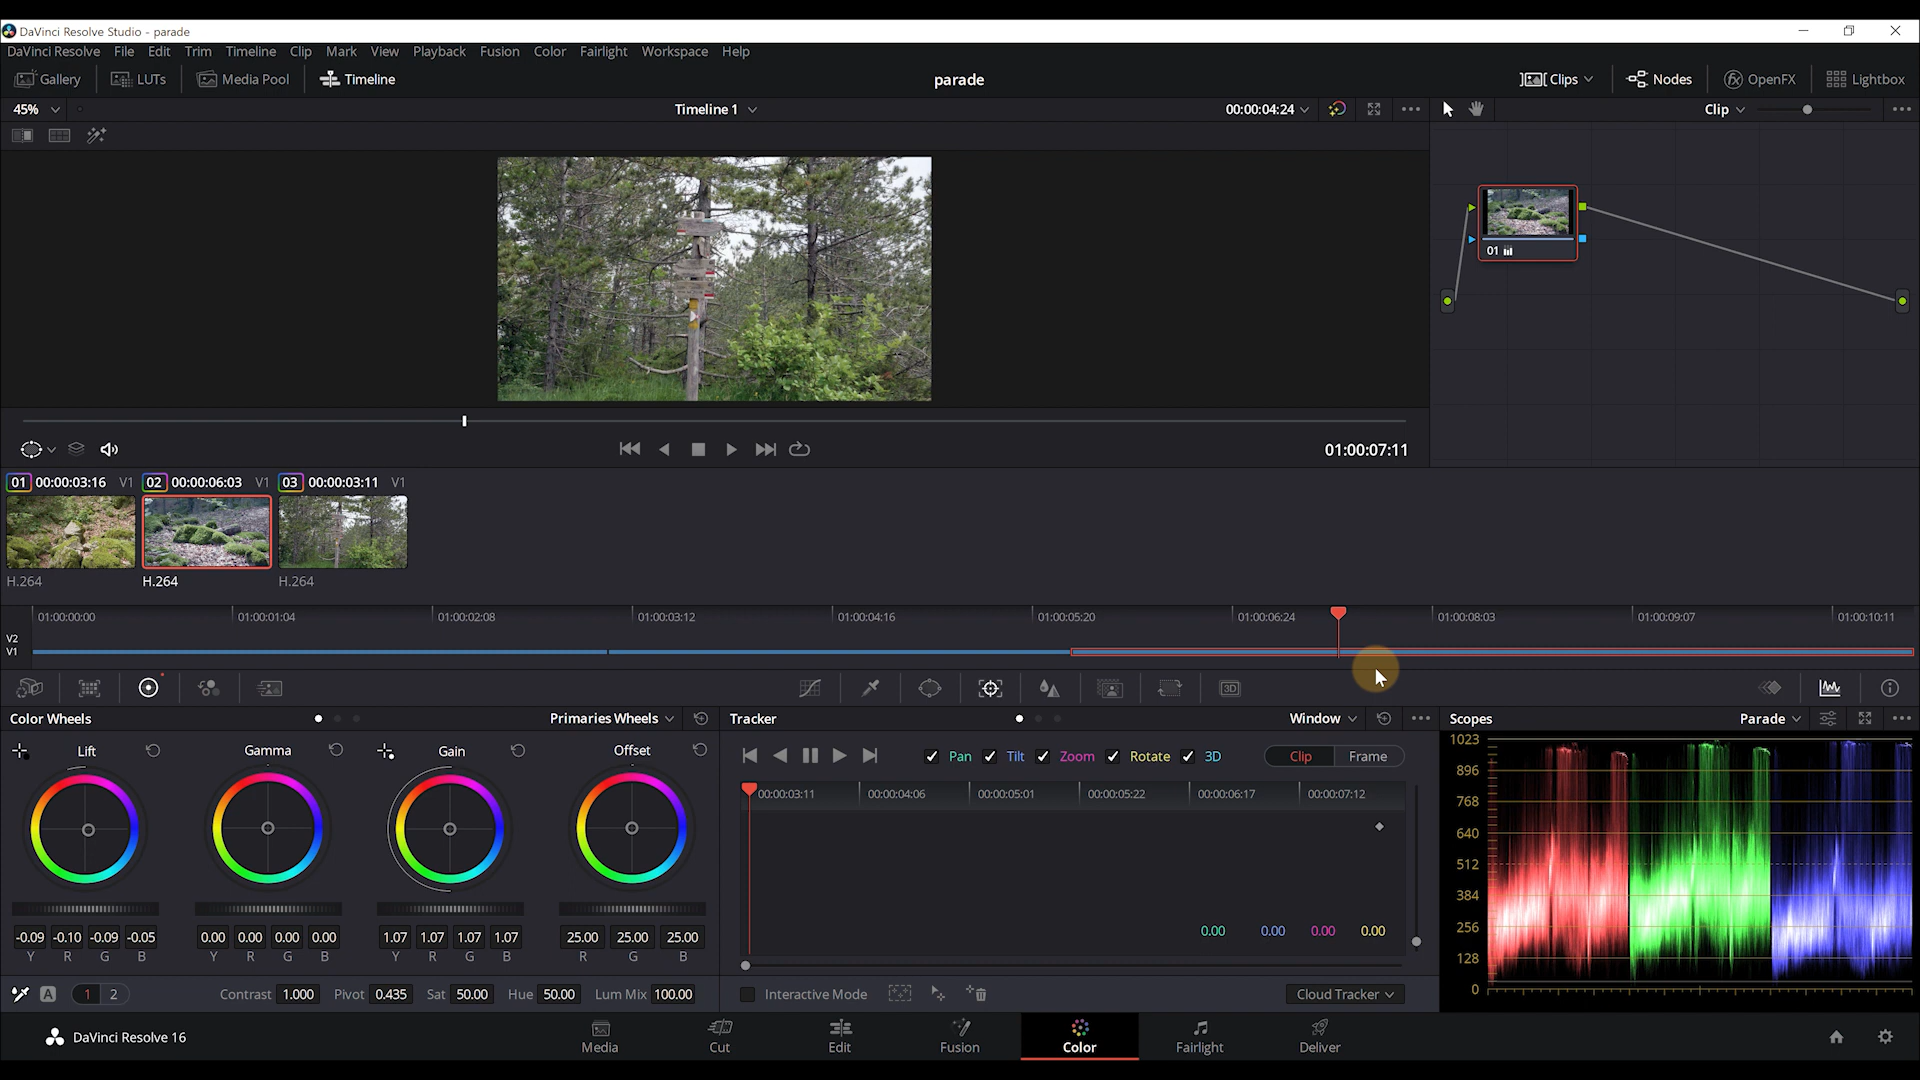 DaVinci Resolve Studio - parade
DaVinci Resolve File Edit Trim Timeline Clip Mark View Playback Fusion Color Fairlight Workspace Help
Gallery LUTs Media Pool Timeline parade Clips Nodes OpenFX Lightbox
45% Timeline 1 00:00:04:24 Clip
01
01:00:07:11
01 00:00:03:16 V1 02 00:00:06:03 V1 03 00:00:03:11 V1
H.264 H.264 H.264
01:00:00:00 01:00:01:04 01:00:02:08 01:00:03:12 01:00:04:16 01:00:05:20 01:00:06:24 01:00:08:03 01:00:09:07 01:00:10:11
V2
V1
3D
Color Wheels Primaries Wheels Tracker Window Scopes Parade
Lift Gamma Gain Offset
Pan Tilt Zoom Rotate 3D Clip Frame
00:00:03:11 00:00:04:06 00:00:05:01 00:00:05:22 00:00:06:17 00:00:07:12
1023
896
768
640
512
384
256
128
0
0.00 0.00 0.00 0.00
-0.09 -0.10 -0.09 -0.05 0.00 0.00 0.00 0.00 1.07 1.07 1.07 1.07 25.00 25.00 25.00
Y R G B Y R G B Y R G B R G B
A 1 2 Contrast 1.000 Pivot 0.435 Sat 50.00 Hue 50.00 Lum Mix 100.00 Interactive Mode Cloud Tracker
DaVinci Resolve 16 Media Cut Edit Fusion Color Fairlight Deliver